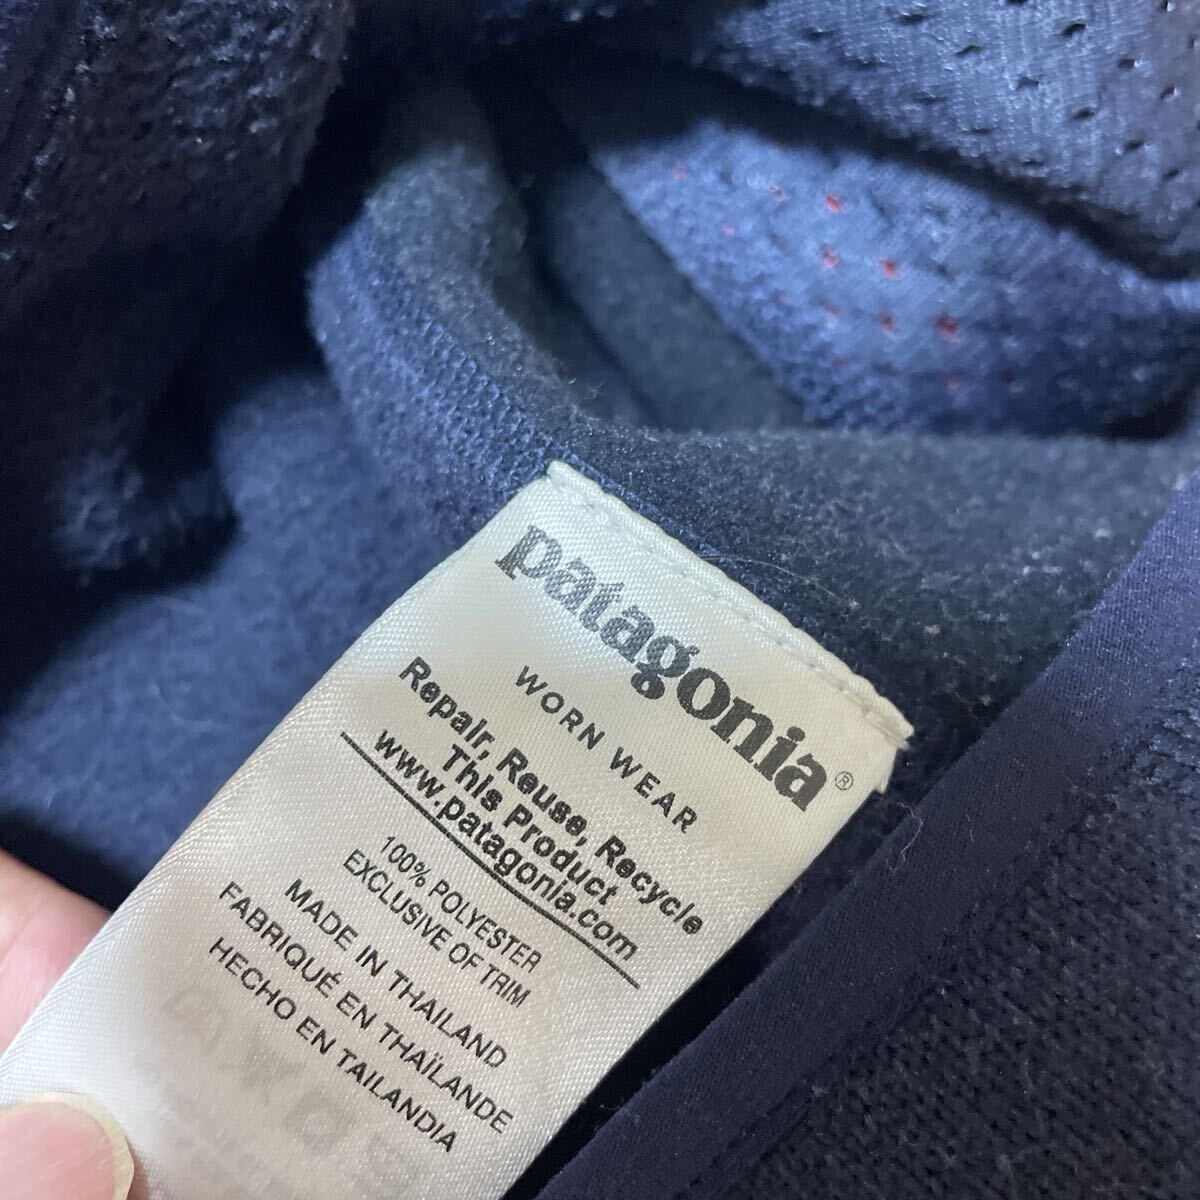 patagonia®
WORN WEAR
Repair, Reuse, Recycle
This Product
www.patagonia.com
100% POLYESTER
EXCLUSIVE OF TRIM
MADE IN THAILAND
FABRIQUÉ EN THAÏLANDE
HECHO EN TAILANDIA